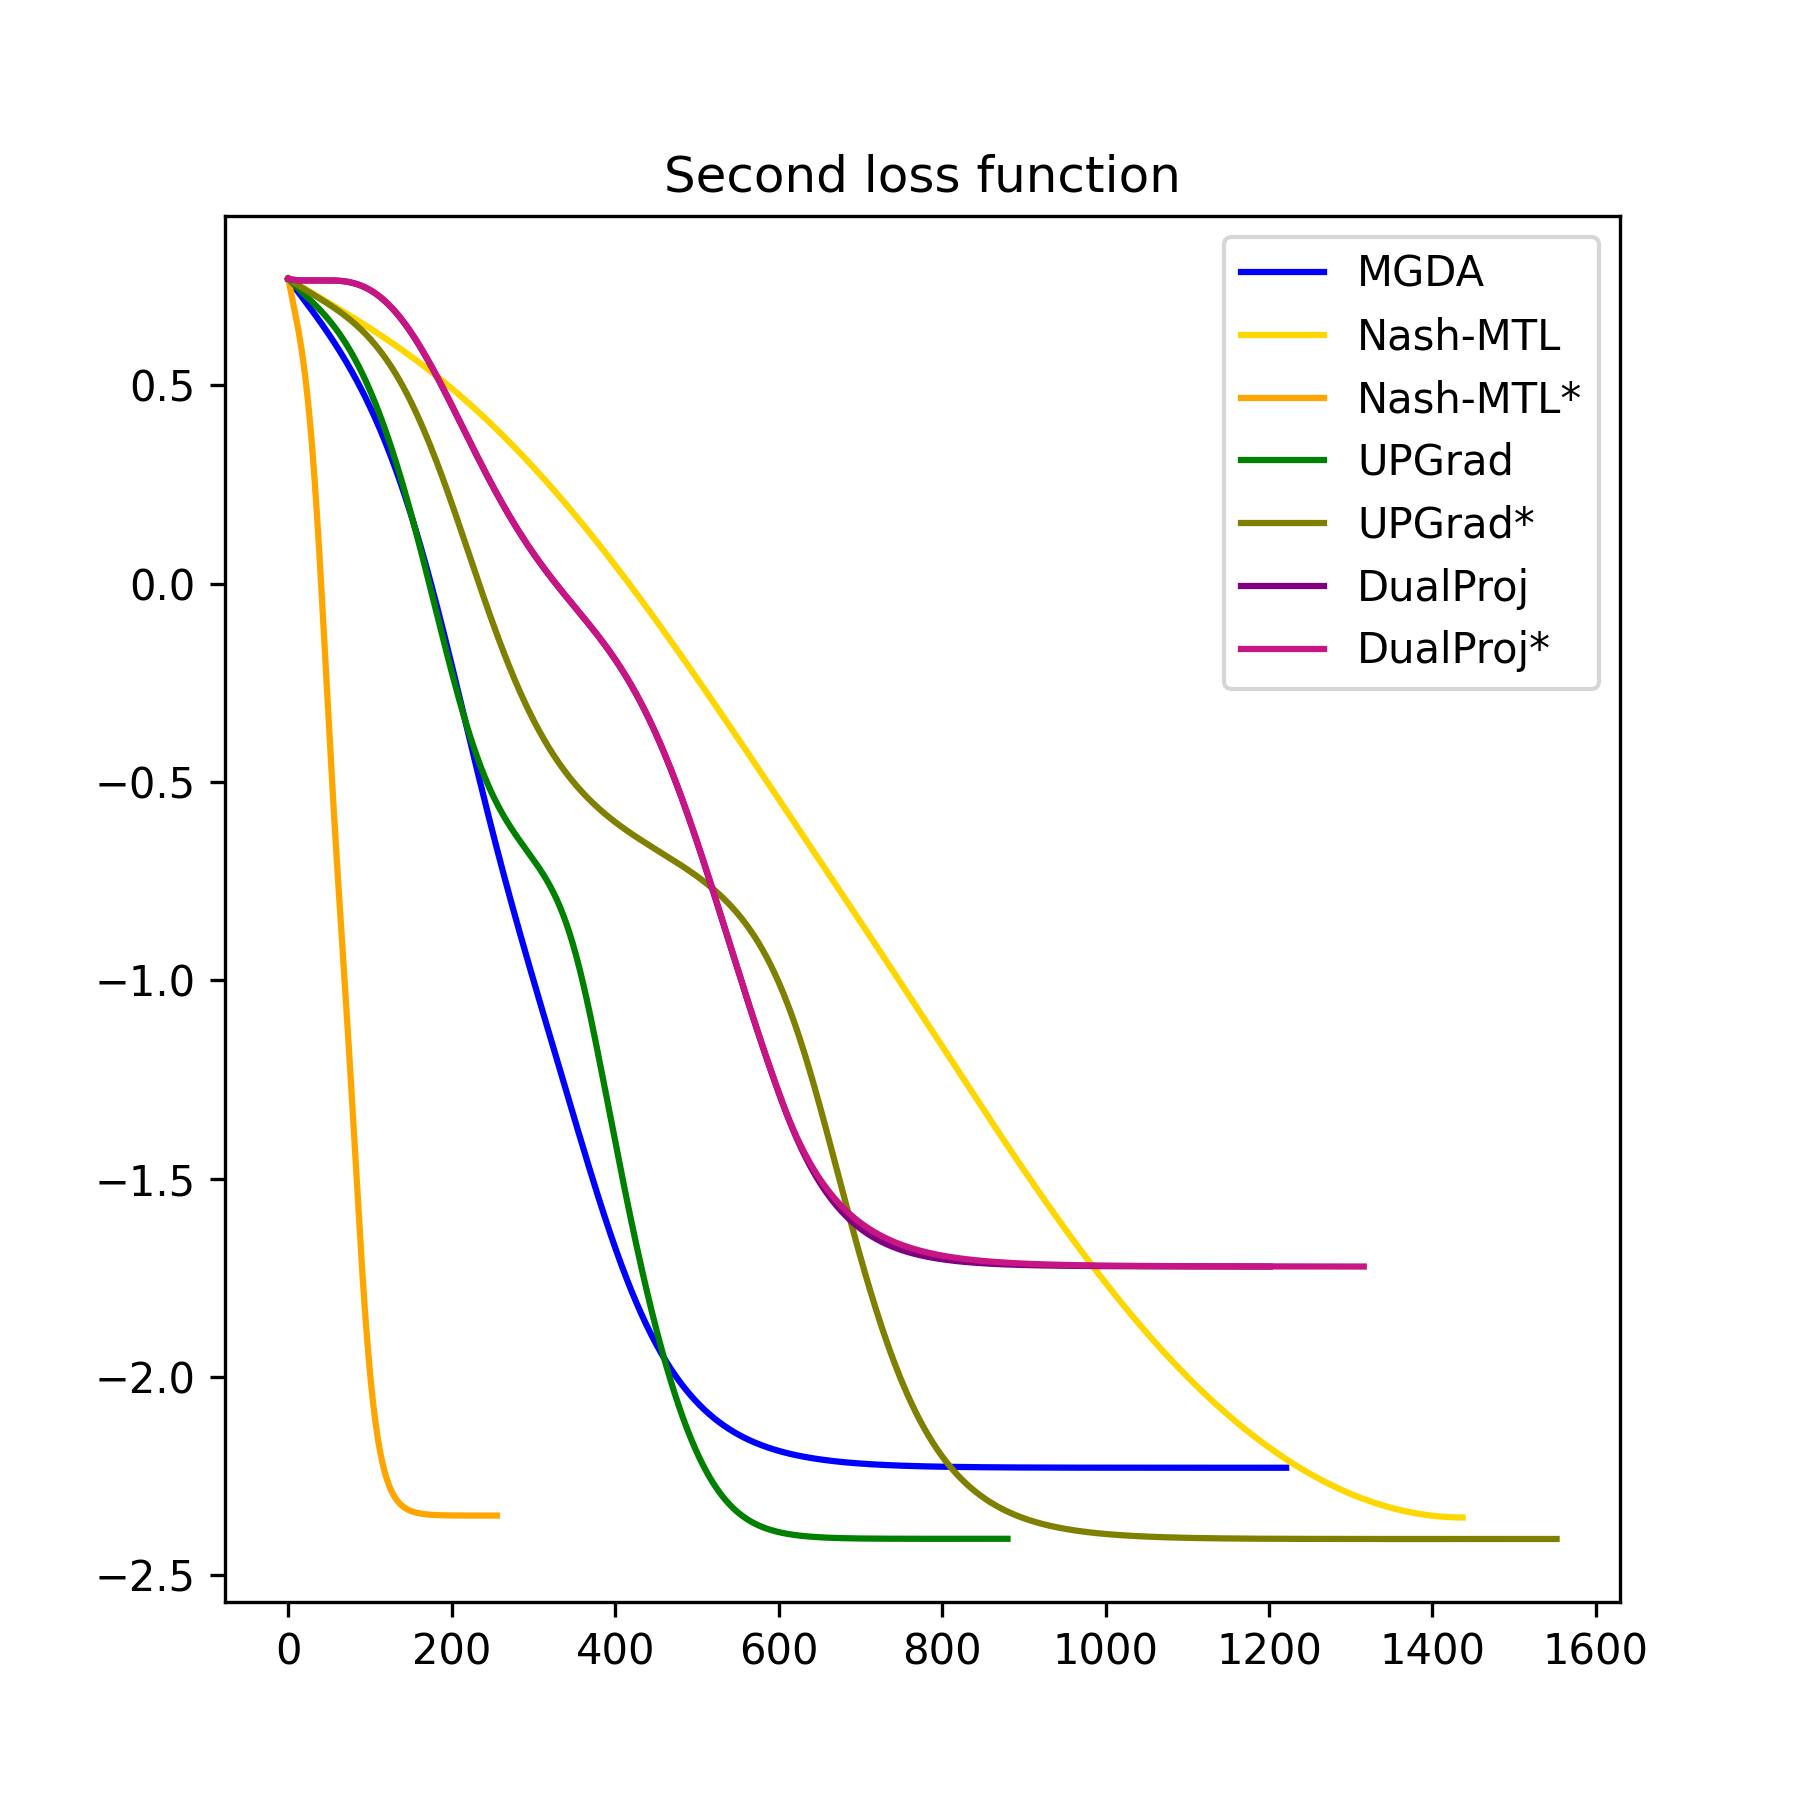 Second loss function
MGDA
Nash-MTL
Nash-MTL*
UPGrad
UPGrad*
DualProj
DualProj*
0.5
0.0
−0.5
−1.0
−1.5
−2.0
−2.5
0 200 400 600 800 1000 1200 1400 1600